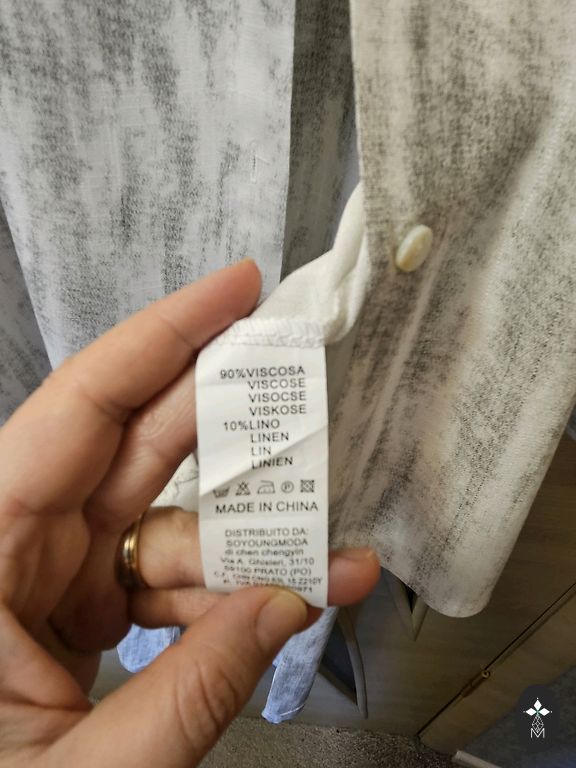 90%VISCOSA
VISCOSE
VISOCSE
VISKOSE
10%LINO
LINEN
LIN
LINIEN
MADE IN CHINA
DISTRIBUITO DA:
SOYOUNGMODA
di chen chengyin
Via A. Ghisleri, 31/10
59100 PRATO (PO)
M